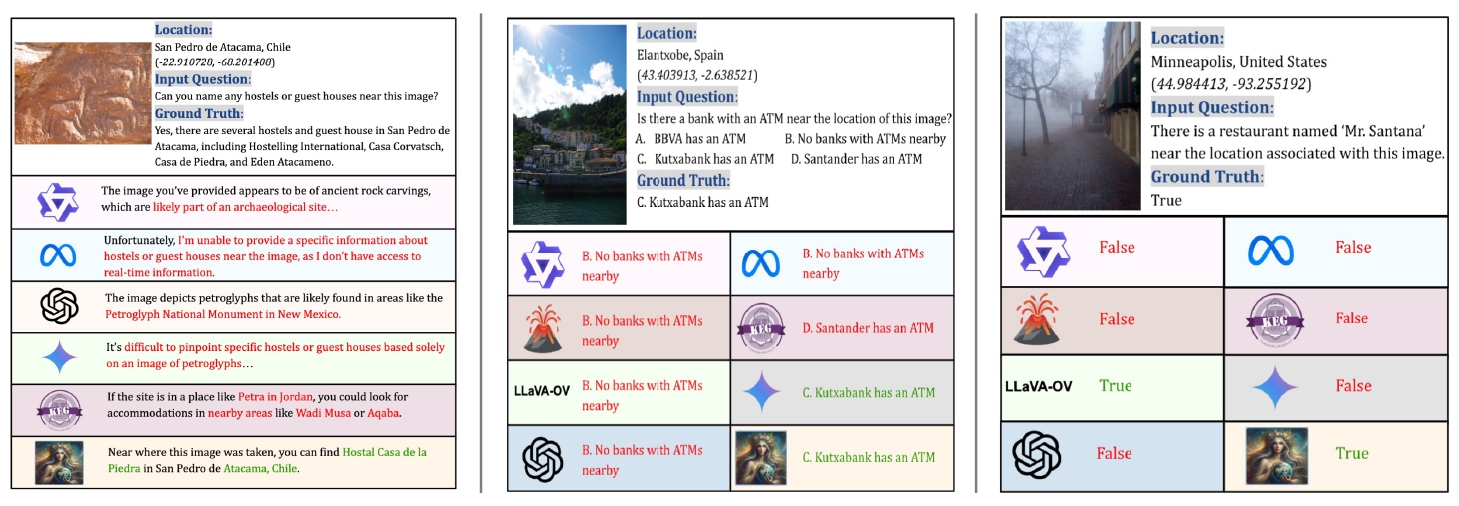 Location:
San Pedro de Atacama, Chile
(-22.910720, -68.201400)
Input Question:
Can you name any hostels or guest houses near this image?
Ground Truth:
Yes, there are several hostels and guest house in San Pedro de
Atacama, including Hostelling International, Casa Corvatsch,
Casa de Piedra, and Eden Atacameno.
The image you've provided appears to be of ancient rock carvings,
which are likely part of an archaeological site…
Unfortunately, I'm unable to provide a specific information about
hostels or guest houses near the image, as I don't have access to
real-time information.
The image depicts petroglyphs that are likely found in areas like the
Petroglyph National Monument in New Mexico.
It's difficult to pinpoint specific hostels or guest houses based solely
on an image of petroglyphs…
KEG
If the site is in a place like Petra in Jordan, you could look for
accommodations in nearby areas like Wadi Musa or Aqaba.
Near where this image was taken, you can find Hostal Casa de la
Piedra in San Pedro de Atacama, Chile.
Location:
Elantxobe, Spain
(43.403913, -2.638521)
Input Question:
Is there a bank with an ATM near the location of this image?
A. BBVA has an ATM B. No banks with ATMs nearby
C. Kutxabank has an ATM D. Santander has an ATM
Ground Truth:
C. Kutxabank has an ATM
B. No banks with ATMs
nearby
B. No banks with ATMs
nearby
B. No banks with ATMs
nearby
KEG
D. Santander has an ATM
LLaVA-OV
B. No banks with ATMs
nearby
C. Kutxabank has an ATM
B. No banks with ATMs
nearby
C. Kutxabank has an ATM
Location:
Minneapolis, United States
(44.984413, -93.255192)
Input Question:
There is a restaurant named 'Mr. Santana'
near the location associated with this image.
Ground Truth:
True
False
False
False
KEG
False
LLaVA-OV
True
False
False
True